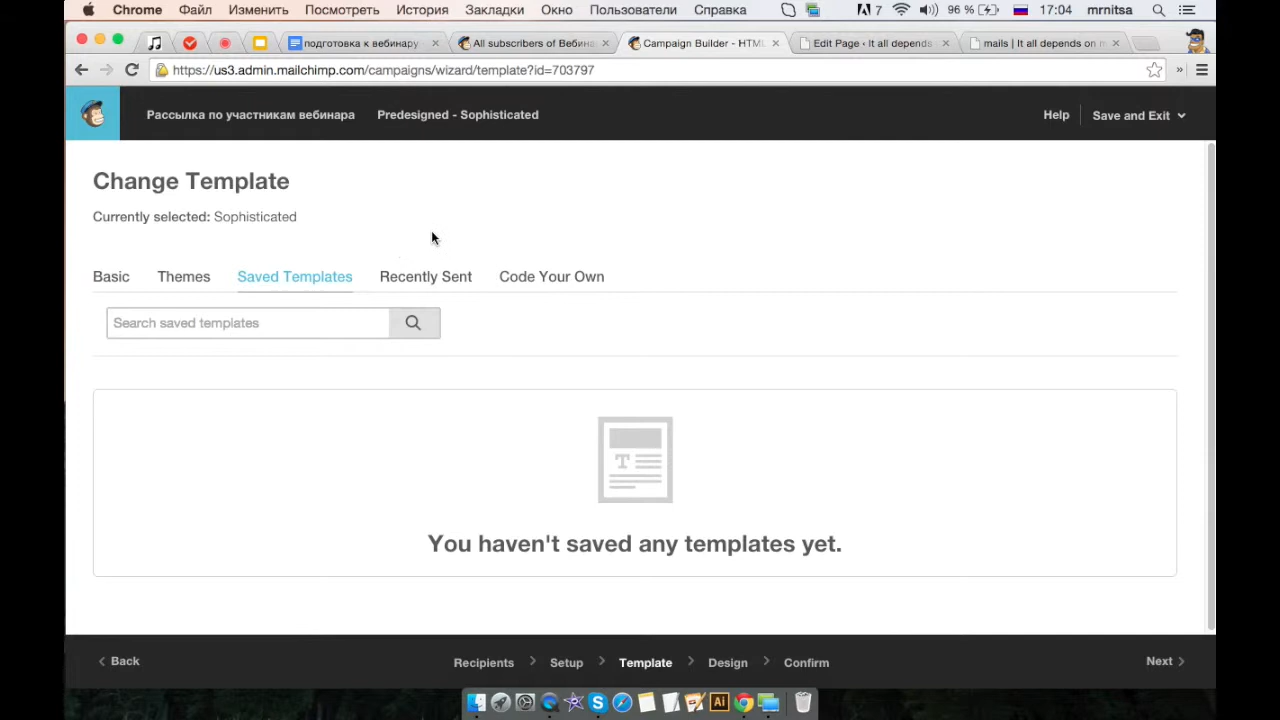 Chrome Файл Изменить Посмотреть История Закладки Окно Пользователи Справка 7 96 % 17:04 mrnitsa
подготовка к вебинару All subscribers of Вебина Campaign Builder - HTML Edit Page ‹ It all depends mails | It all depends on m
https://us3.admin.mailchimp.com/campaigns/wizard/template?id=703797 »
Рассылка по участникам вебинара Predesigned - Sophisticated Help Save and Exit
Change Template
Currently selected: Sophisticated
Basic Themes Saved Templates Recently Sent Code Your Own
Search saved templates
T
You haven't saved any templates yet.
Back Recipients Setup Template Design Confirm Next
Ai